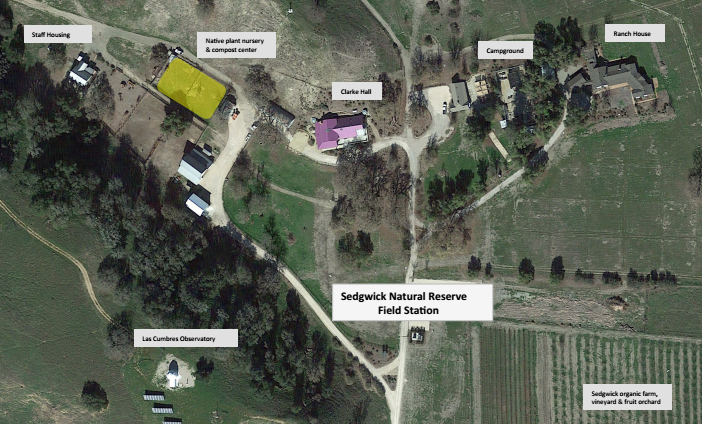 Staff Housing
Native plant nursery
& compost center
Clarke Hall
Campground
Ranch House
Sedgwick Natural Reserve
Field Station
Las Cumbres Observatory
Sedgwick organic farm,
vineyard & fruit orchard